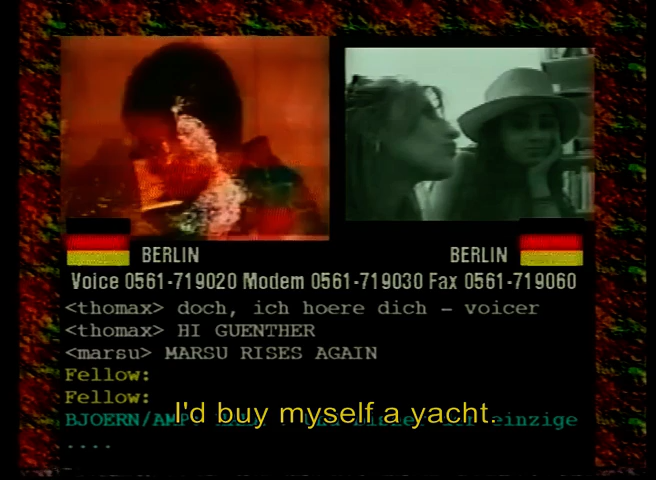 BERLIN
BERLIN
Voice 0561-719020 Modem 0561-719030 Fax 0561-719060
<thomax> doch, ich hoere dich - voicer
<thomax> HI GUENTHER
<marsu> MARSU RISES AGAIN
Fellow:
Fellow:
I'd buy myself a yacht.
BJOERN/ einzige
....